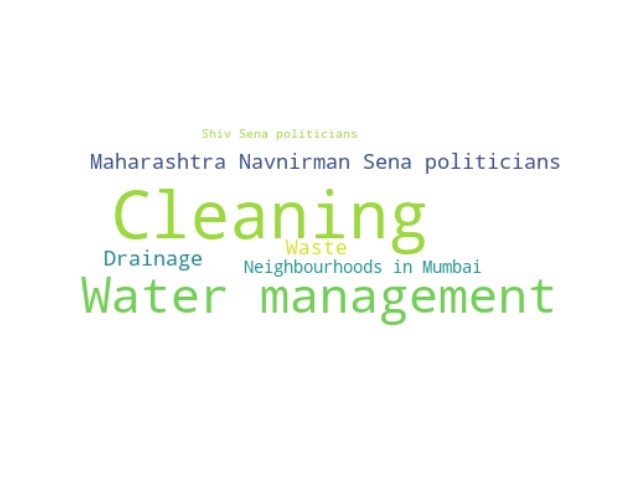 Shiv Sena politicians
Maharashtra Navnirman Sena politicians
Cleaning
Waste
Drainage
Neighbourhoods in Mumbai
Water management